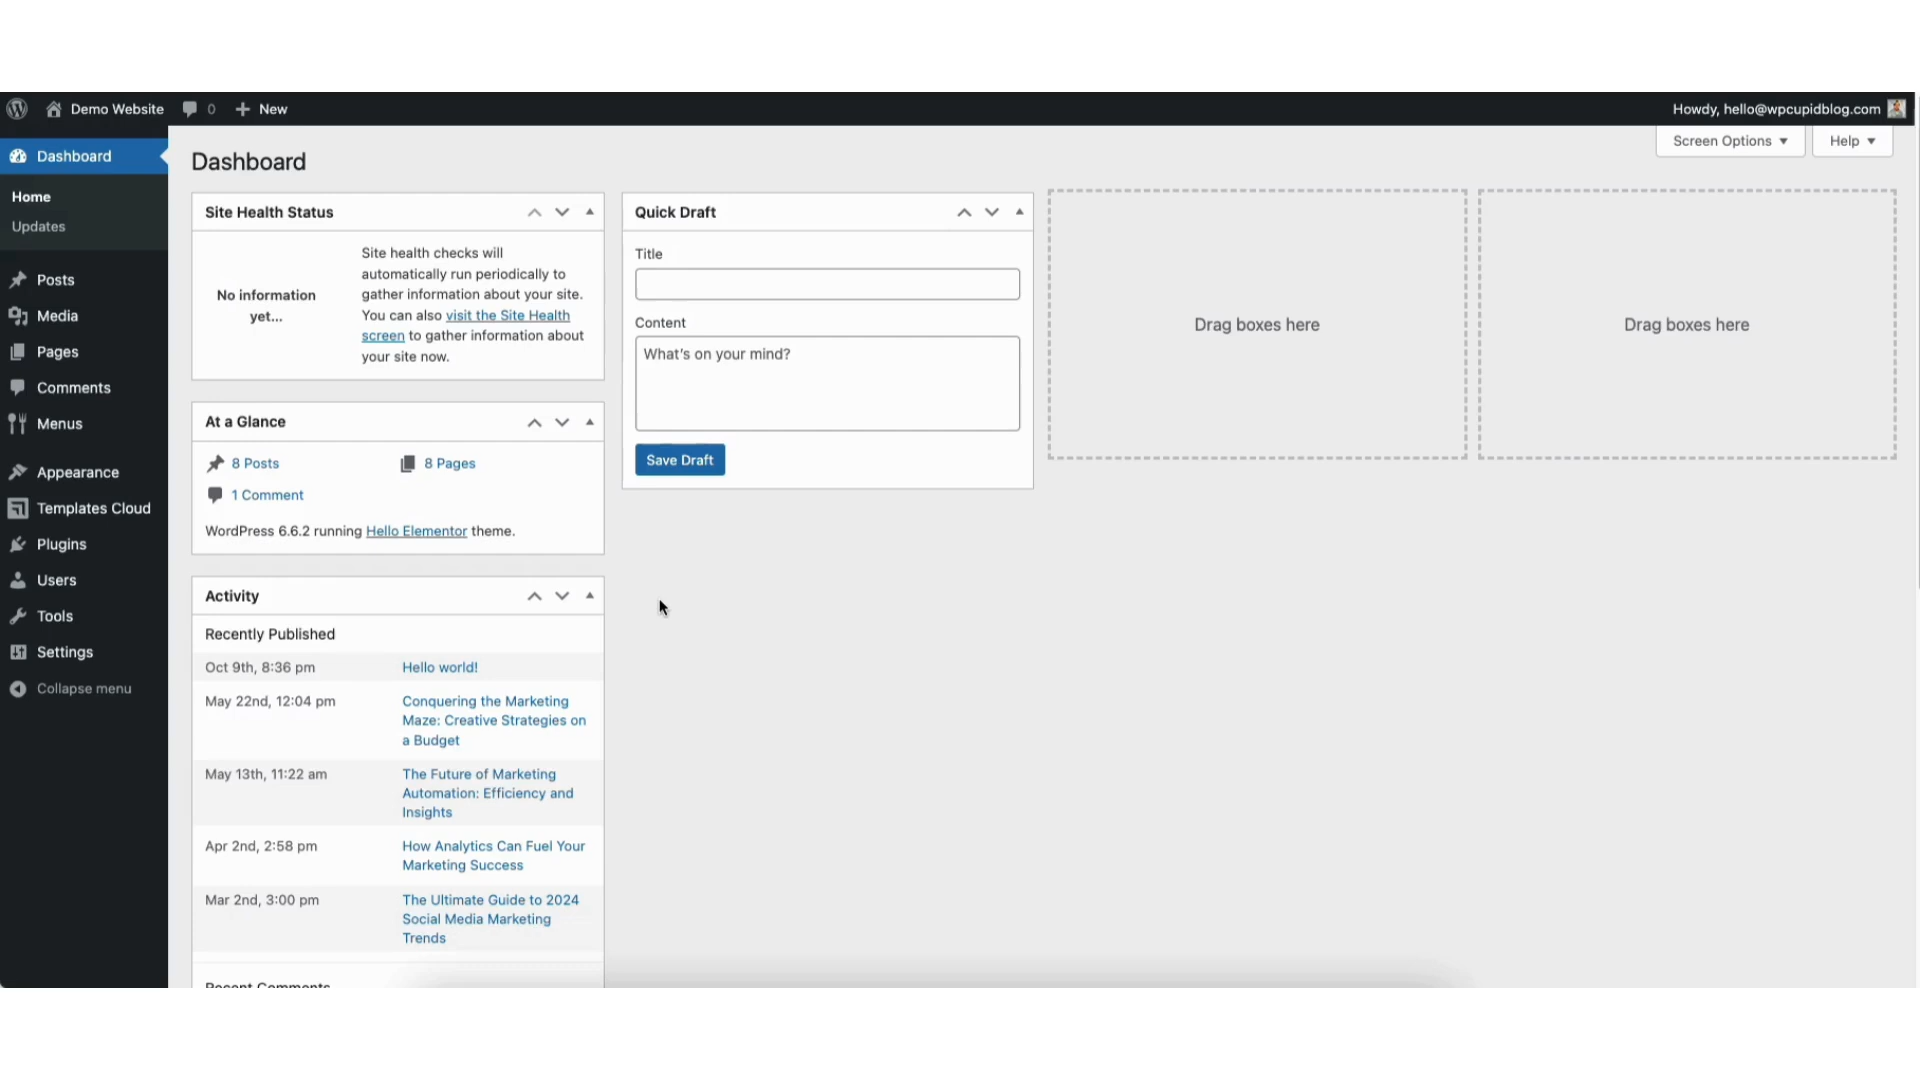 Demo Website 0 New Howdy, hello@wpcupidblog.com
Screen Options Help
Dashboard
Home
Updates
Posts
Media
Pages
Comments
Menus
Appearance
Templates Cloud
Plugins
Users
Tools
Settings
Collapse menu
Dashboard
Site Health Status
No information
yet...
Site health checks will
automatically run periodically to
gather information about your site.
You can also visit the Site Health
screen to gather information about
your site now.
At a Glance
8 Posts 8 Pages
1 Comment
WordPress 6.6.2 running Hello Elementor theme.
Activity
Recently Published
Oct 9th, 8:36 pm Hello world!
May 22nd, 12:04 pm Conquering the Marketing
Maze: Creative Strategies on
a Budget
May 13th, 11:22 am The Future of Marketing
Automation: Efficiency and
Insights
Apr 2nd, 2:58 pm How Analytics Can Fuel Your
Marketing Success
Mar 2nd, 3:00 pm The Ultimate Guide to 2024
Social Media Marketing
Trends
Recent Comments
Quick Draft
Title
Content
What's on your mind?
Save Draft
Drag boxes here
Drag boxes here